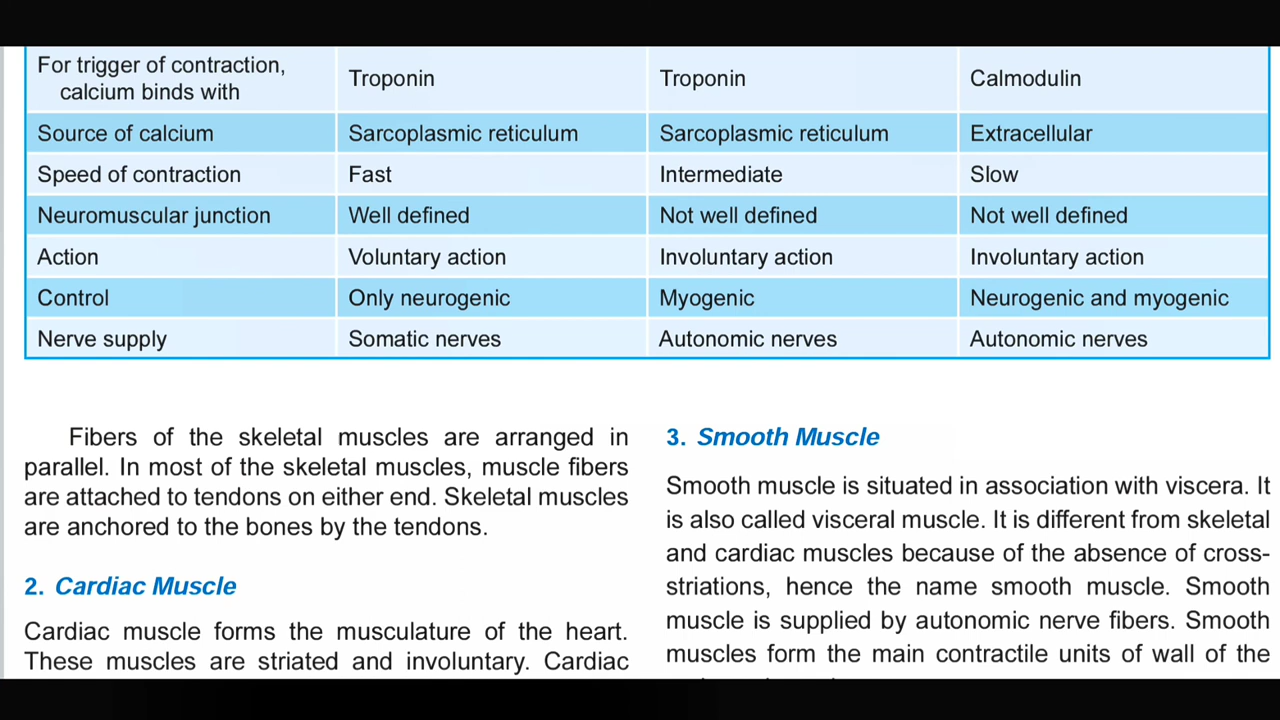 For trigger of contraction, calcium binds with Troponin Troponin Calmodulin
Source of calcium Sarcoplasmic reticulum Sarcoplasmic reticulum Extracellular
Speed of contraction Fast Intermediate Slow
Neuromuscular junction Well defined Not well defined Not well defined
Action Voluntary action Involuntary action Involuntary action
Control Only neurogenic Myogenic Neurogenic and myogenic
Nerve supply Somatic nerves Autonomic nerves Autonomic nerves
Fibers of the skeletal muscles are arranged in
parallel. In most of the skeletal muscles, muscle fibers
are attached to tendons on either end. Skeletal muscles
are anchored to the bones by the tendons.
2. Cardiac Muscle
Cardiac muscle forms the musculature of the heart.
These muscles are striated and involuntary. Cardiac
3. Smooth Muscle
Smooth muscle is situated in association with viscera. It
is also called visceral muscle. It is different from skeletal
and cardiac muscles because of the absence of cross-
striations, hence the name smooth muscle. Smooth
muscle is supplied by autonomic nerve fibers. Smooth
muscles form the main contractile units of wall of the